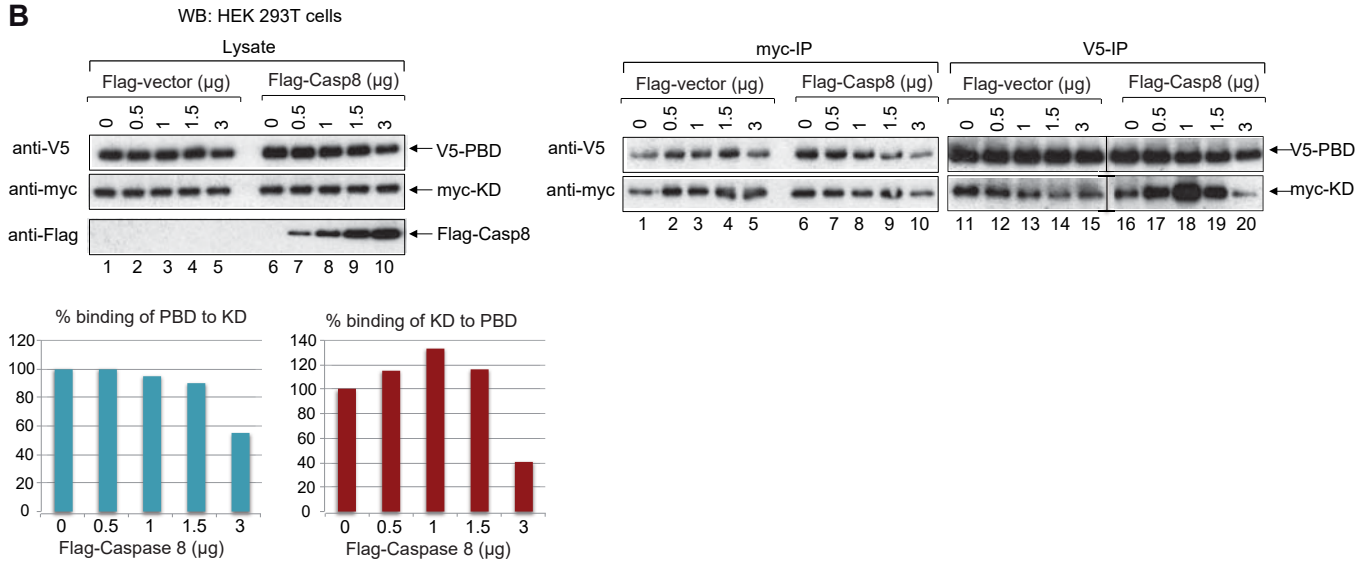 B
WB: HEK 293T cells
Lysate
Flag-vector (µg) Flag-Casp8 (µg)
0 0.5 1 1.5 3 0 0.5 1 1.5 3
anti-V5 V5-PBD
anti-myc myc-KD
anti-Flag Flag-Casp8
1 2 3 4 5 6 7 8 9 10
myc-IP V5-IP
Flag-vector (µg) Flag-Casp8 (µg) Flag-vector (µg) Flag-Casp8 (µg)
0 0.5 1 1.5 3 0 0.5 1 1.5 3 0 0.5 1 1.5 3 0 0.5 1 1.5 3
anti-V5 V5-PBD
anti-myc myc-KD
1 2 3 4 5 6 7 8 9 10 11 12 13 14 15 16 17 18 19 20
% binding of PBD to KD
120
100
80
60
40
20
0
0 0.5 1 1.5 3
Flag-Caspase 8 (µg)
% binding of KD to PBD
140
120
100
80
60
40
20
0
0 0.5 1 1.5 3
Flag-Caspase 8 (µg)